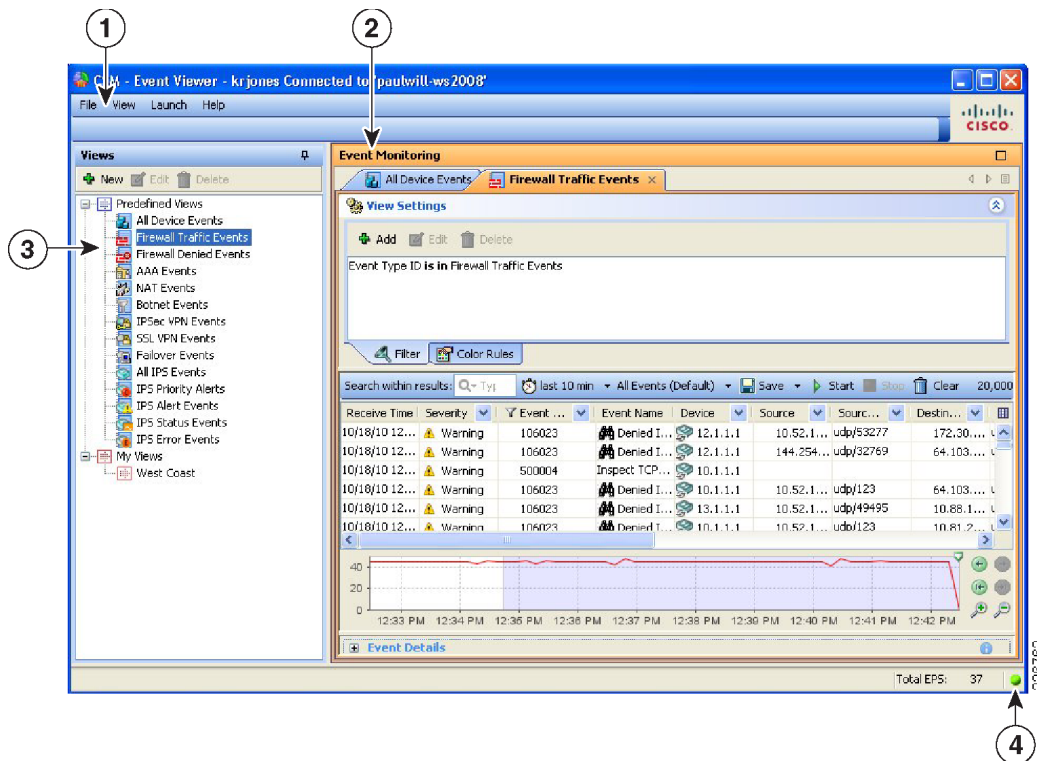 1
2
CSM - Event Viewer - krjones Connected to 'paulwill-ws2008'
File View Launch Help
CISCO
Views
New Edit Delete
Predefined Views
All Device Events
Firewall Traffic Events
Firewall Denied Events
AAA Events
NAT Events
Botnet Events
IPSec VPN Events
SSL VPN Events
Failover Events
All IPS Events
IPS Priority Alerts
IPS Alert Events
IPS Status Events
IPS Error Events
My Views
West Coast
3
Event Monitoring
All Device Events Firewall Traffic Events
View Settings
Add Edit Delete
Event Type ID is in Firewall Traffic Events
Filter Color Rules
Search within results: Typ last 10 min All Events (Default) Save Start Stop Clear 20,000
Receive Time Severity Event ... Event Name Device Source Sourc... Destin...
10/18/10 12... Warning 106023 Denied I... 12.1.1.1 10.52.1... udp/53277 172.30....
10/18/10 12... Warning 106023 Denied I... 12.1.1.1 144.254... udp/32769 64.103....
10/18/10 12... Warning 500004 Inspect TCP... 10.1.1.1
10/18/10 12... Warning 106023 Denied I... 10.1.1.1 10.52.1... udp/123 64.103....
10/18/10 12... Warning 106023 Denied I... 13.1.1.1 10.52.1... udp/49495 10.88.1...
10/18/10 12... Warning 106023 Denied I... 10.1.1.1 10.52.1... udp/123 10.81.2...
40
20
0
12:33 PM 12:34 PM 12:35 PM 12:36 PM 12:37 PM 12:38 PM 12:39 PM 12:40 PM 12:41 PM 12:42 PM
Event Details
Total EPS: 37
4